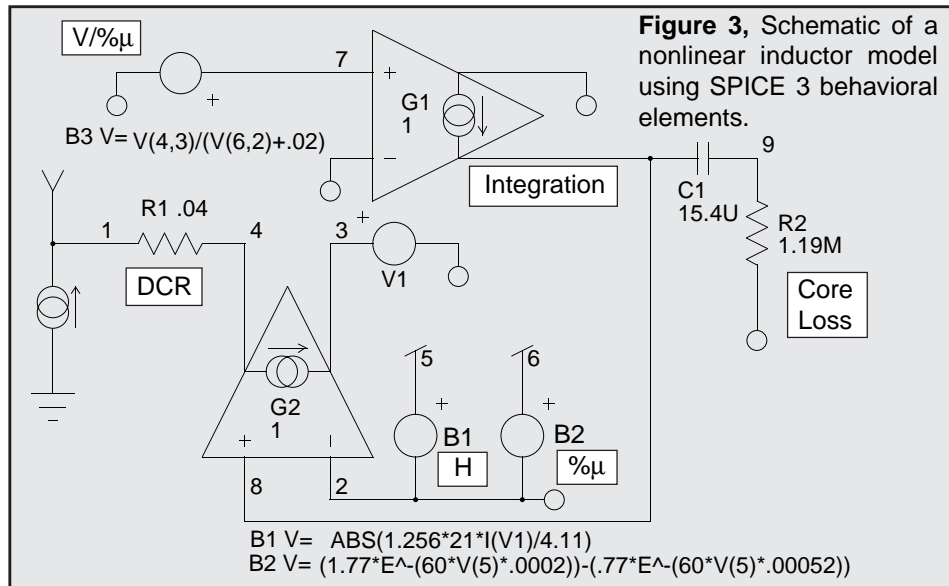 Figure 3, Schematic of a
nonlinear inductor model
using SPICE 3 behavioral
elements.
V/%μ
7
+
+
G1
1
B3 V= V(4,3)/(V(6,2)+.02)
−
Integration
9
C1
15.4U
R2
1.19M
Core
Loss
R1 .04
1
4
3
+
V1
DCR
5
6
G2
1
+
+
B1
H
B2
%μ
+
−
8
2
B1 V= ABS(1.256*21*I(V1)/4.11)
B2 V= (1.77*E^-(60*V(5)*.0002))-(.77*E^-(60*V(5)*.00052))